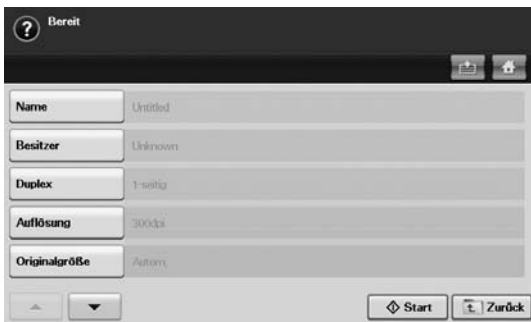 Bereit
Name Untitled
Besitzer Unknown
Duplex 1-seitig
Auflösung 300dpi
Originalgröße Autom.
Start Zurück